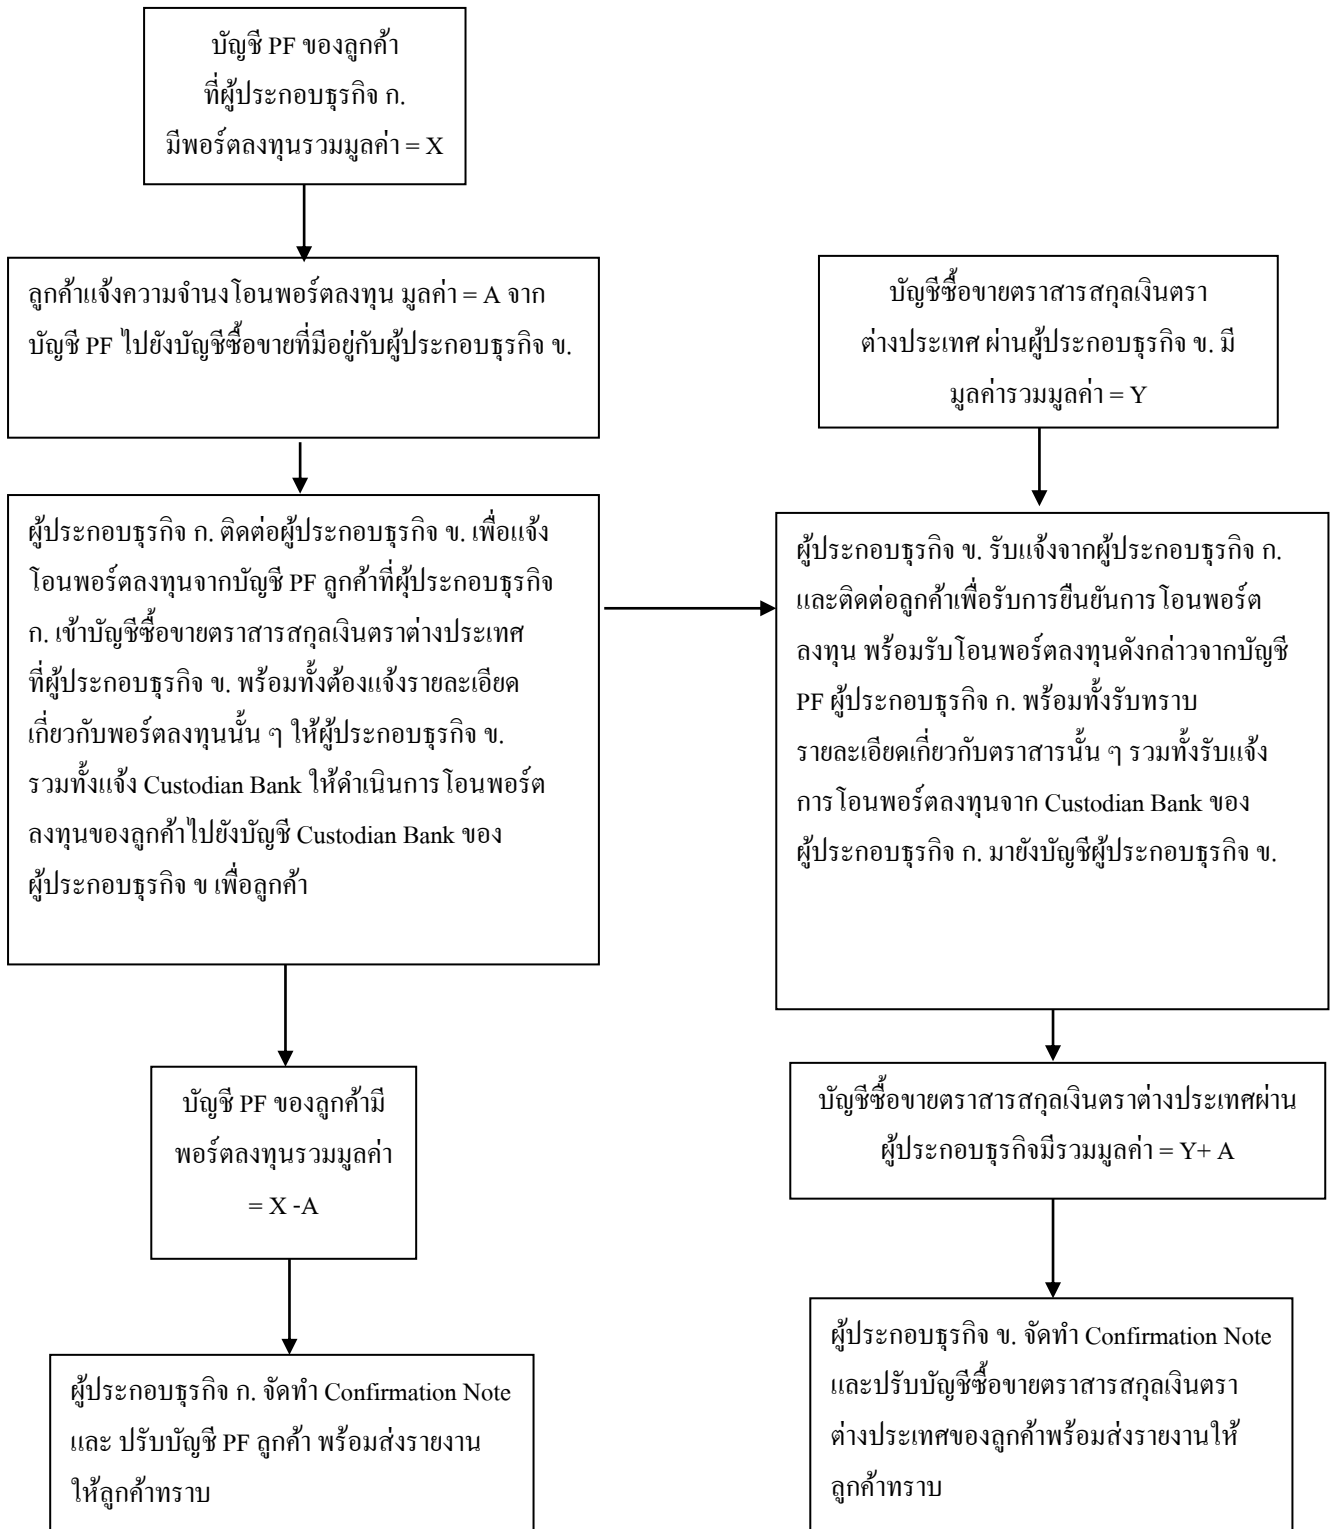 บัญชี PF ของลูกค้า
ที่ผู้ประกอบธุรกิจ ก.
มีพอร์ตลงทุนรวมมูลค่า = X
ลูกค้าแจ้งความจำนงโอนพอร์ตลงทุน มูลค่า = A จาก
บัญชี PF ไปยังบัญชีซื้อขายที่มีอยู่กับผู้ประกอบธุรกิจ ข.
ผู้ประกอบธุรกิจ ก. ติดต่อผู้ประกอบธุรกิจ ข. เพื่อแจ้ง
โอนพอร์ตลงทุนจากบัญชี PF ลูกค้าที่ผู้ประกอบธุรกิจ
ก. เข้าบัญชีซื้อขายตราสารสกุลเงินตราต่างประเทศ
ที่ผู้ประกอบธุรกิจ ข. พร้อมทั้งต้องแจ้งรายละเอียด
เกี่ยวกับพอร์ตลงทุนนั้น ๆ ให้ผู้ประกอบธุรกิจ ข.
รวมทั้งแจ้ง Custodian Bank ให้ดำเนินการโอนพอร์ต
ลงทุนของลูกค้าไปยังบัญชี Custodian Bank ของ
ผู้ประกอบธุรกิจ ข เพื่อลูกค้า
บัญชี PF ของลูกค้ามี
พอร์ตลงทุนรวมมูลค่า
= X -A
ผู้ประกอบธุรกิจ ก. จัดทำ Confirmation Note
และ ปรับบัญชี PF ลูกค้า พร้อมส่งรายงาน
ให้ลูกค้าทราบ
บัญชีซื้อขายตราสารสกุลเงินตรา
ต่างประเทศ ผ่านผู้ประกอบธุรกิจ ข. มี
มูลค่ารวมมูลค่า = Y
ผู้ประกอบธุรกิจ ข. รับแจ้งจากผู้ประกอบธุรกิจ ก.
และติดต่อลูกค้าเพื่อรับการยืนยันการโอนพอร์ต
ลงทุน พร้อมรับโอนพอร์ตลงทุนดังกล่าวจากบัญชี
PF ผู้ประกอบธุรกิจ ก. พร้อมทั้งรับทราบ
รายละเอียดเกี่ยวกับตราสารนั้น ๆ รวมทั้งรับแจ้ง
การโอนพอร์ตลงทุนจาก Custodian Bank ของ
ผู้ประกอบธุรกิจ ก. มายังบัญชีผู้ประกอบธุรกิจ ข.
บัญชีซื้อขายตราสารสกุลเงินตราต่างประเทศผ่าน
ผู้ประกอบธุรกิจมีรวมมูลค่า = Y+ A
ผู้ประกอบธุรกิจ ข. จัดทำ Confirmation Note
และปรับบัญชีซื้อขายตราสารสกุลเงินตรา
ต่างประเทศของลูกค้าพร้อมส่งรายงานให้
ลูกค้าทราบ